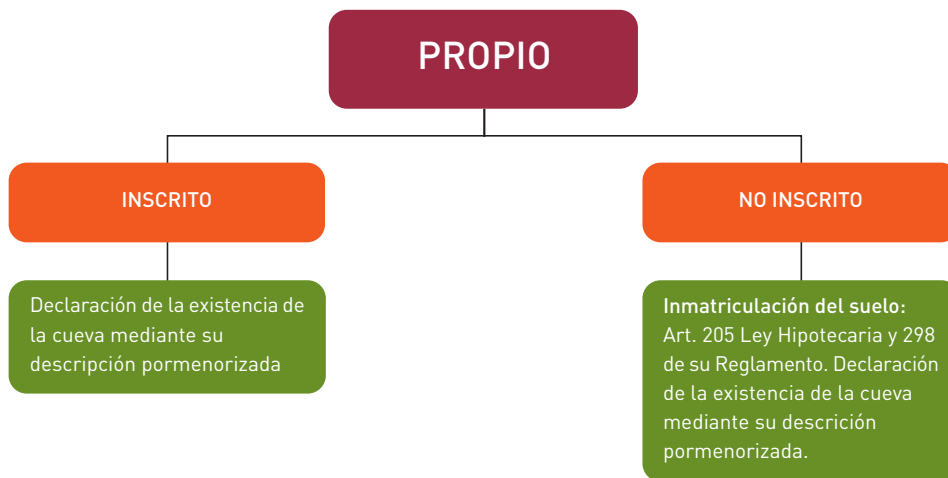 PROPIO
INSCRITO
NO INSCRITO
Declaración de la existencia de
la cueva mediante su
descripción pormenorizada
Inmatriculación del suelo:
Art. 205 Ley Hipotecaria y 298
de su Reglamento. Declaración
de la existencia de la cueva
mediante su descrición
pormenorizada.